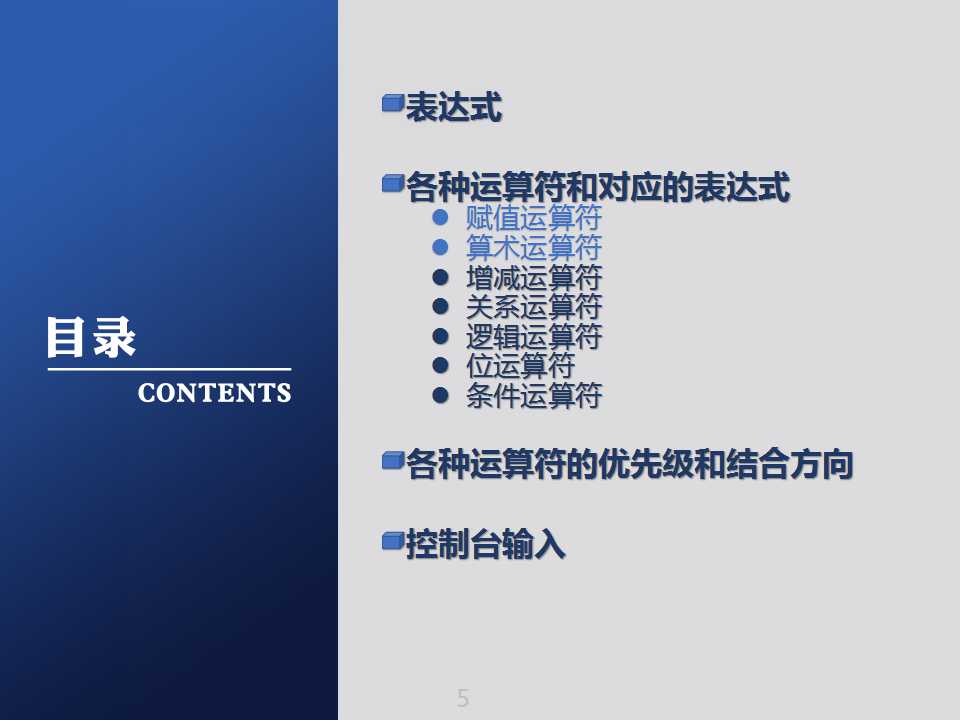 目录
CONTENTS
表达式
各种运算符和对应的表达式
赋值运算符
算术运算符
增减运算符
关系运算符
逻辑运算符
位运算符
条件运算符
各种运算符的优先级和结合方向
控制台输入
5